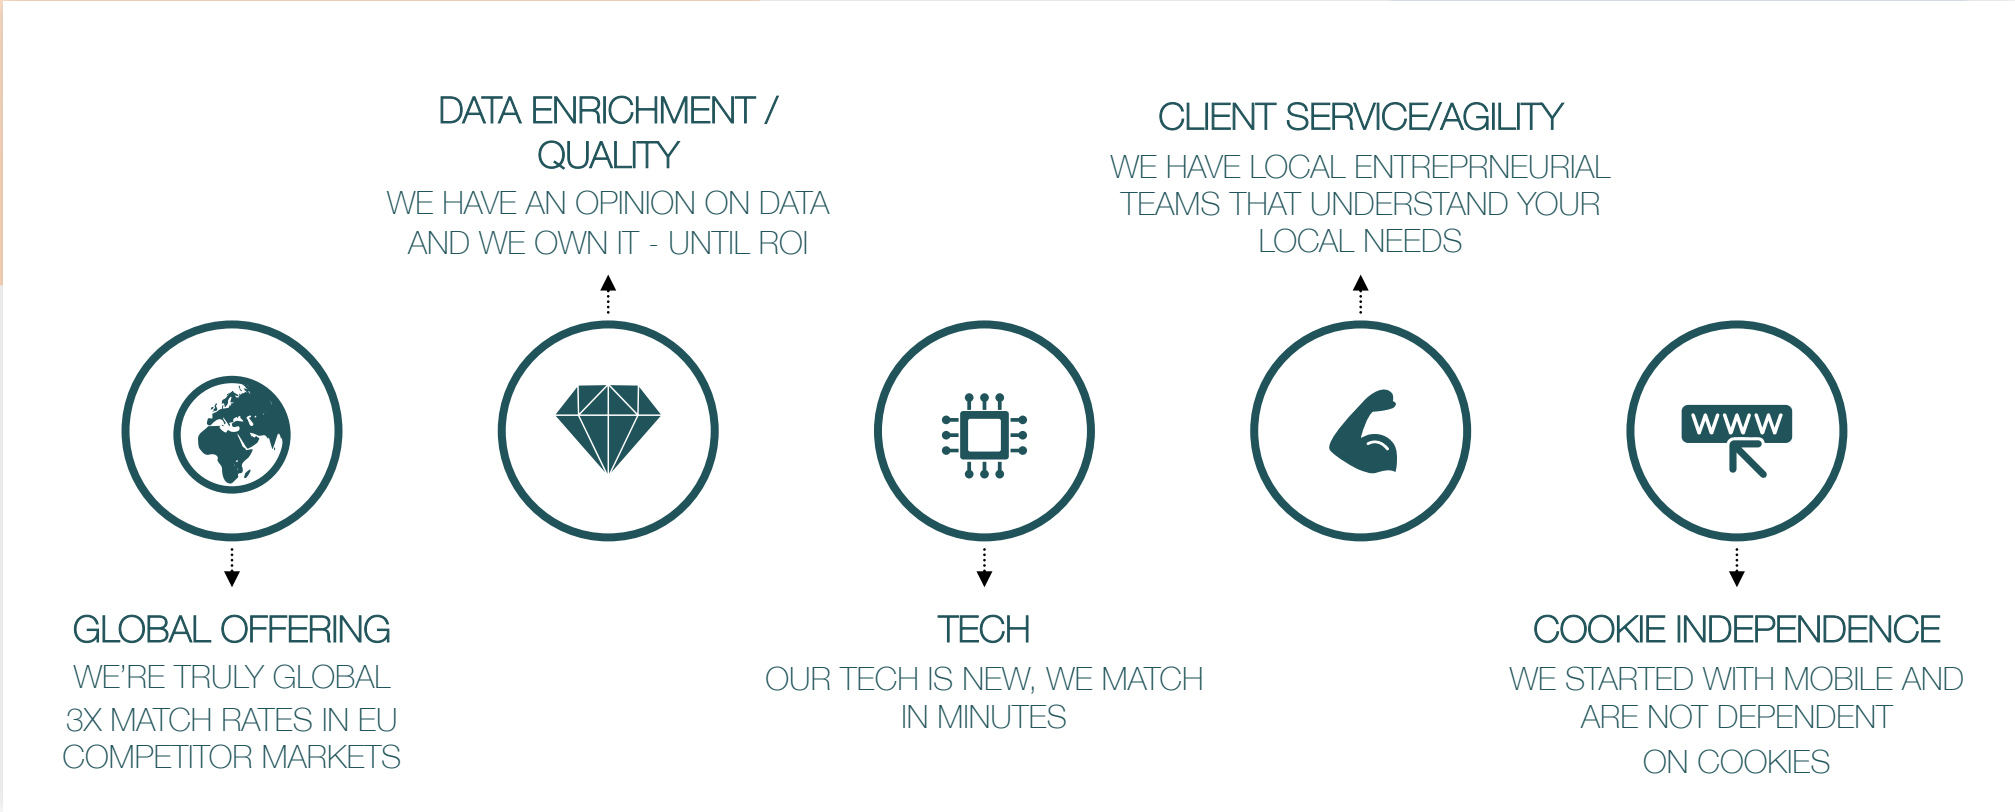 DATA ENRICHMENT /
QUALITY
WE HAVE AN OPINION ON DATA
AND WE OWN IT - UNTIL ROI
CLIENT SERVICE/AGILITY
WE HAVE LOCAL ENTREPRNEURIAL
TEAMS THAT UNDERSTAND YOUR
LOCAL NEEDS
WWW
GLOBAL OFFERING
WE’RE TRULY GLOBAL
3X MATCH RATES IN EU
COMPETITOR MARKETS
TECH
OUR TECH IS NEW, WE MATCH
IN MINUTES
COOKIE INDEPENDENCE
WE STARTED WITH MOBILE AND
ARE NOT DEPENDENT
ON COOKIES